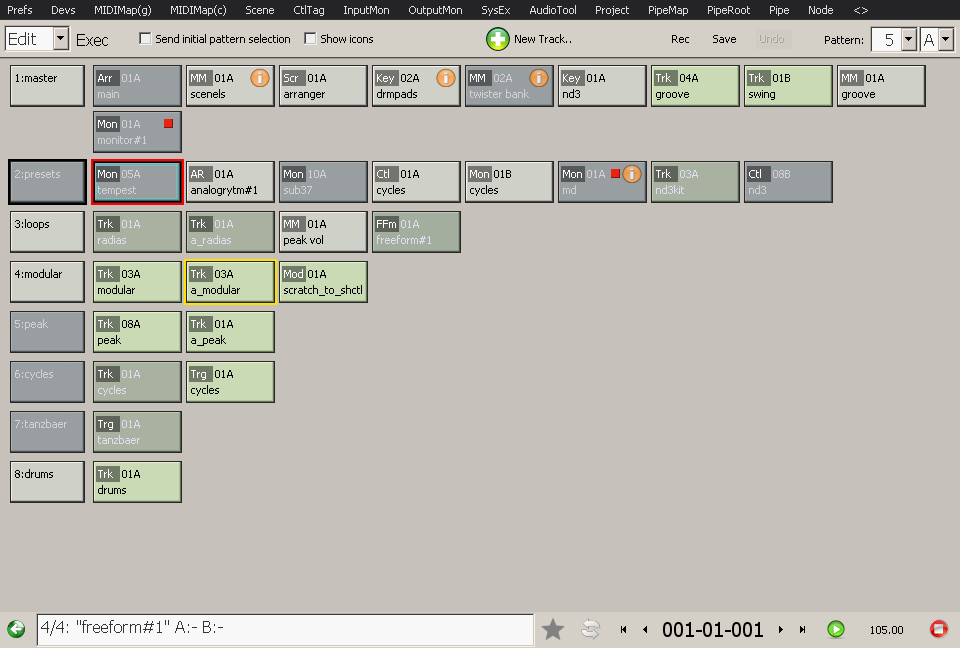 Prefs Devs MIDIMap(g) MIDIMap(c) Scene CtlTag InputMon OutputMon SysEx AudioTool Project PipeMap PipeRoot Pipe Node <>
Edit Exec Send initial pattern selection Show icons New Track.. Rec Save Undo Pattern: 5 A
1:master Arr 01A MM 01A Scr 01A Key 02A MM 02A Key 01A Trk 04A Trk 01B MM 01A
main scenels arranger drmpads twister bank nd3 groove swing groove
Mon 01A
monitor#1
2:presets Mon 05A AR 01A Mon 10A Ctl 01A Mon 01B Mon 01A Trk 03A Ctl 08B
tempest analogrytm#1 sub37 cycles cycles md nd3kit nd3
3:loops Trk 01A Trk 01A MM 01A FFm 01A
radias a_radias peak vol freeform#1
4:modular Trk 03A Trk 03A Mod 01A
modular a_modular scratch_to_shctl
5:peak Trk 08A Trk 01A
peak a_peak
6:cycles Trk 01A Trg 01A
cycles cycles
7:tanzbaer Trg 01A
tanzbaer
8:drums Trk 01A
drums
4/4: "freeform#1" A:- B:- 001-01-001 105.00